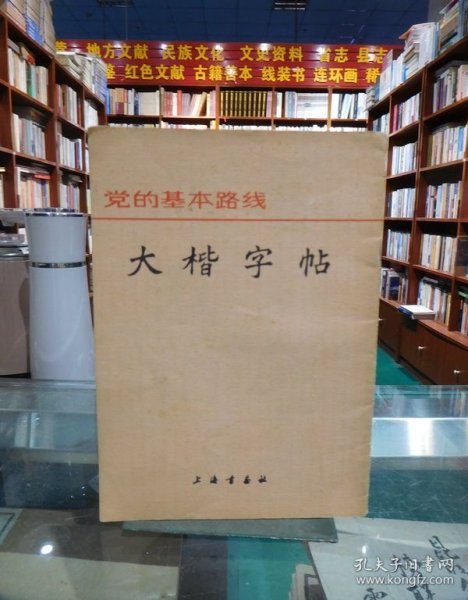 地方文献 民族文化 文史资料 省志 县志
红色文献 古籍善本 线装书 连环画 稀
党的基本路线
大楷字帖
上海书画社
孔夫子旧书网
www.kongfz.com